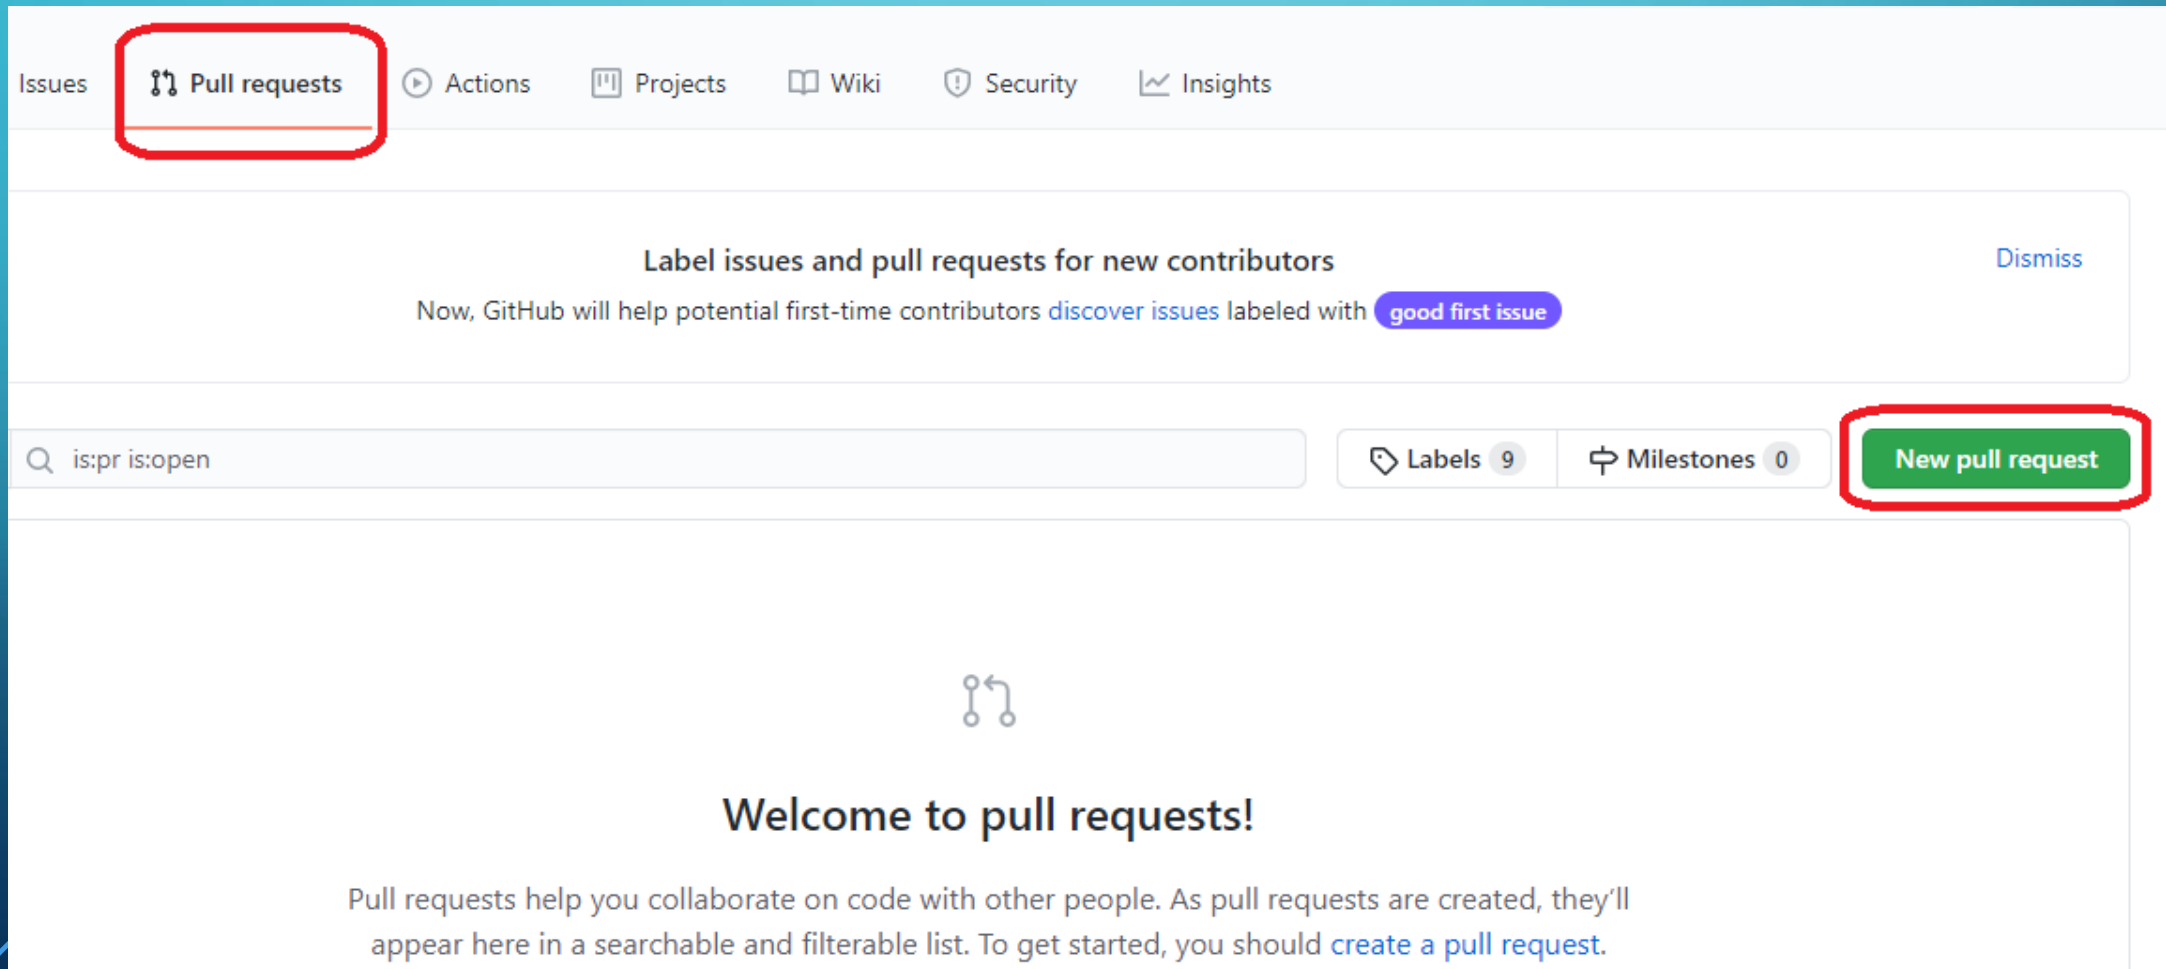 Issues Pull requests Actions Projects Wiki Security Insights
Label issues and pull requests for new contributors
Dismiss
Now, GitHub will help potential first-time contributors discover issues labeled with good first issue
is:pr is:open
Labels 9 Milestones 0 New pull request
Welcome to pull requests!
Pull requests help you collaborate on code with other people. As pull requests are created, they’ll
appear here in a searchable and filterable list. To get started, you should create a pull request.